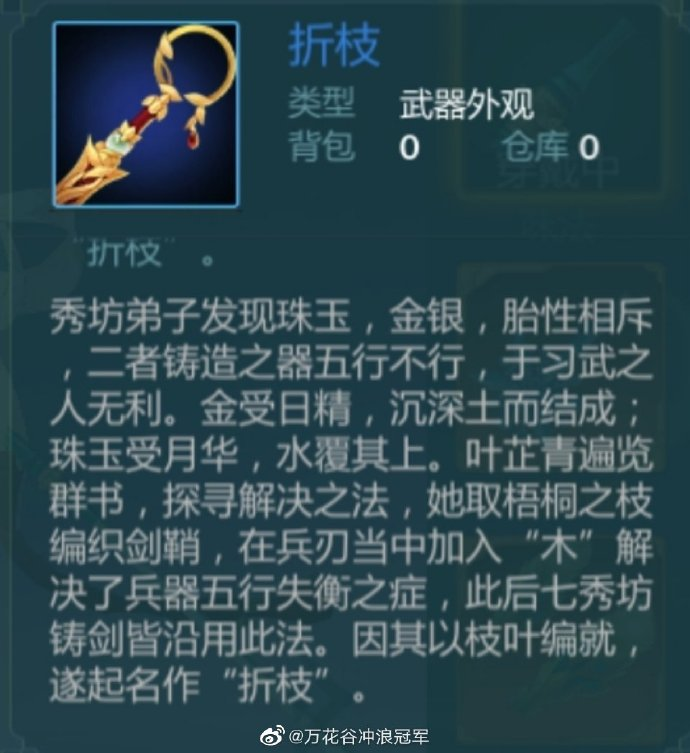 折枝
类型 武器外观
背包 0 仓库 0
“折枝”。
秀坊弟子发现珠玉，金银，胎性相斥
，二者铸造之器五行不行，于习武之
人无利。金受日精，沉深土而结成；
珠玉受月华，水覆其上。叶芷青遍览
群书，探寻解决之法，她取梧桐之枝
编织剑鞘，在兵刃当中加入“木”解
决了兵器五行失衡之症，此后七秀坊
铸剑皆沿用此法。因其以枝叶编就，
遂起名作“折枝”。
@万花谷冲浪冠军